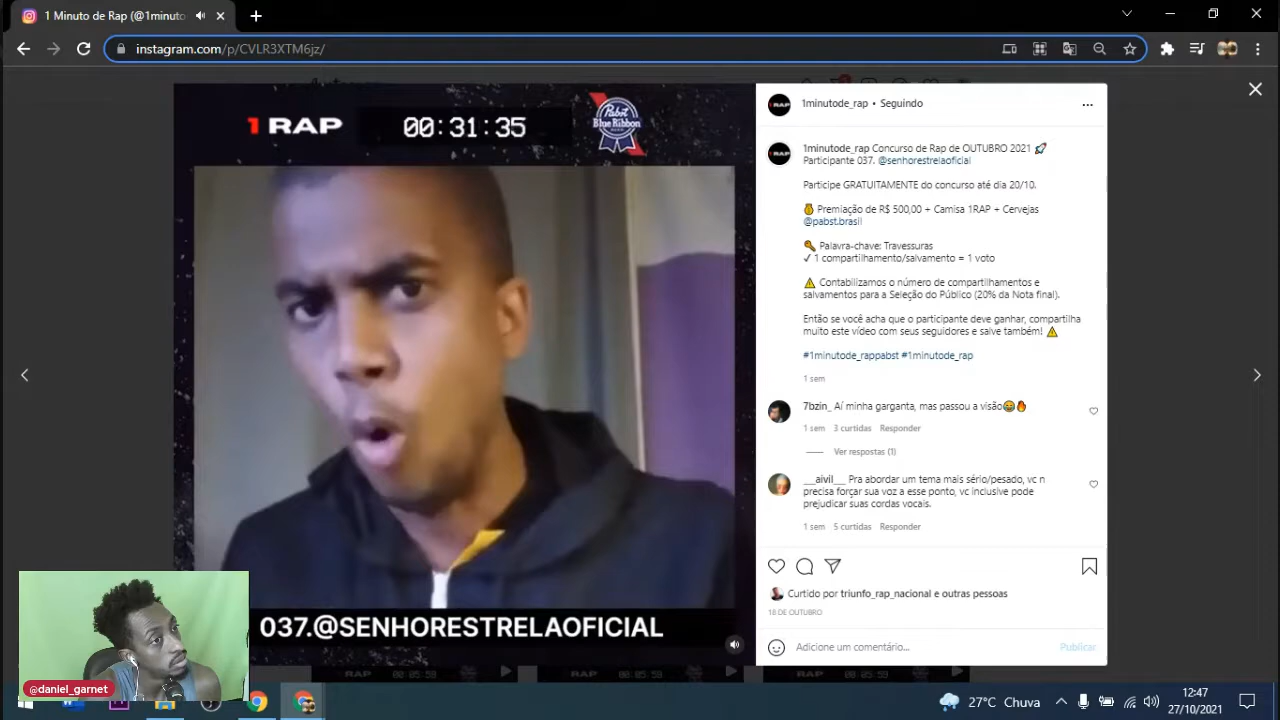 1 Minuto de Rap (@1minuto
instagram.com/p/CVLR3XTM6jz/
1 RAP
00:31:35
Pabst
Blue Ribbon
1minutode_rap • Seguindo
1minutode_rap Concurso de Rap de OUTUBRO 2021 🚀
Participante 037. @senhorestrelaoficial
Participe GRATUITAMENTE do concurso até dia 20/10.
🏅 Premiação de R$ 500,00 + Camisa 1RAP + Cervejas
@pabst.brasil
🔑 Palavra-chave: Travessuras
✓ 1 compartilhamento/salvamento = 1 voto
⚠ Contabilizamos o número de compartilhamentos e
salvamentos para a Seleção do Público (20% da Nota final).
Então se você acha que o participante deve ganhar, compartilha
muito este vídeo com seus seguidores e salve também! ⚠
#1minutode_rappabst #1minutode_rap
1 sem
7bzin_ Aí minha garganta, mas passou a visão😂🔥
1 sem 3 curtidas Responder
Ver respostas (1)
___aivil___ Pra abordar um tema mais sério/pesado, vc n
precisa forçar sua voz a esse ponto, vc inclusive pode
prejudicar suas cordas vocais.
1 sem 5 curtidas Responder
Curtido por triunfo_rap_nacional e outras pessoas
18 DE OUTUBRO
Adicione um comentário...
Publicar
037.@SENHORESTRELAOFICIAL
@daniel_garnet
27°C Chuva
12:47
27/10/2021